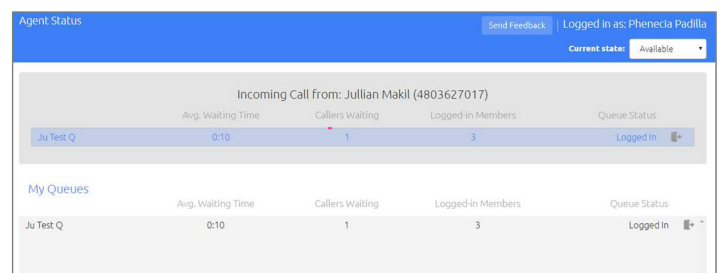 Agent Status
Send Feedback | Logged in as: Phenecia Padilla
Current state: Available
Incoming Call from: Jullian Makil (4803627017)
Avg. Waiting Time Callers Waiting Logged-in Members Queue Status
Ju Test Q 0:10 1 3 Logged In
My Queues
Avg. Waiting Time Callers Waiting Logged-in Members Queue Status
Ju Test Q 0:10 1 3 Logged In